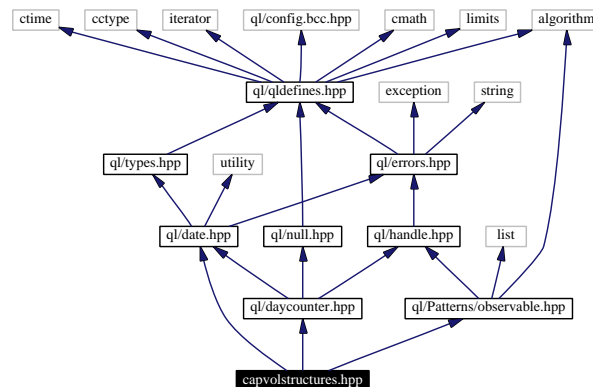 ctime
cctype
iterator
ql/config.bcc.hpp
cmath
limits
algorithm
ql/qldefines.hpp
exception
string
ql/types.hpp
utility
ql/errors.hpp
ql/date.hpp
ql/null.hpp
ql/handle.hpp
list
ql/daycounter.hpp
ql/Patterns/observable.hpp
capvolstructures.hpp